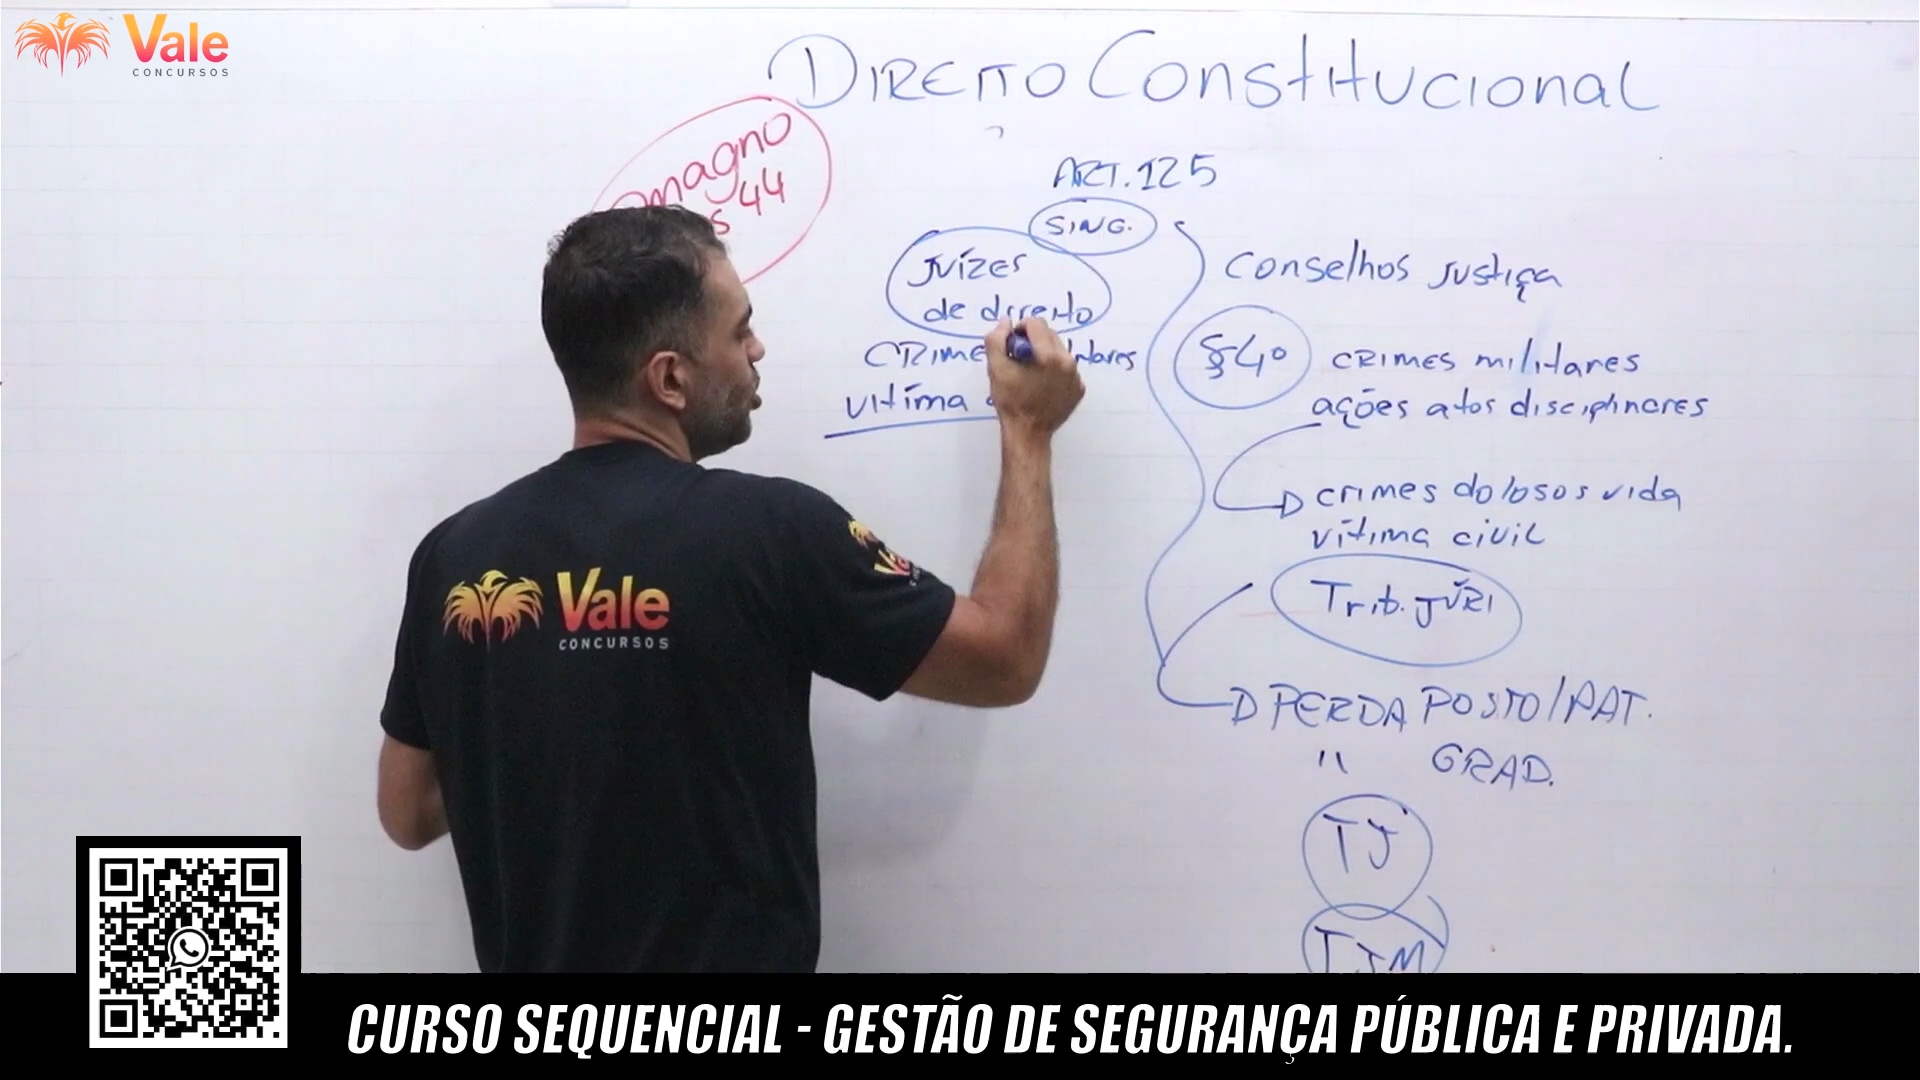 Vale
CONCURSOS
DIREITO CONSTITUCIONAL
magno
44
ART. 125
SING.
JUÍZES
de direito
Conselhos Justiça
§4º
CRIMES militares
ações atos disciplinares
CRIME
vítima
crimes dolosos vida
vítima civil
Trib. JÚRI
PERDA POSTO/PAT.
" GRAD.
TJ
TJM
Vale
CONCURSOS
CURSO SEQUENCIAL - GESTÃO DE SEGURANÇA PÚBLICA E PRIVADA.